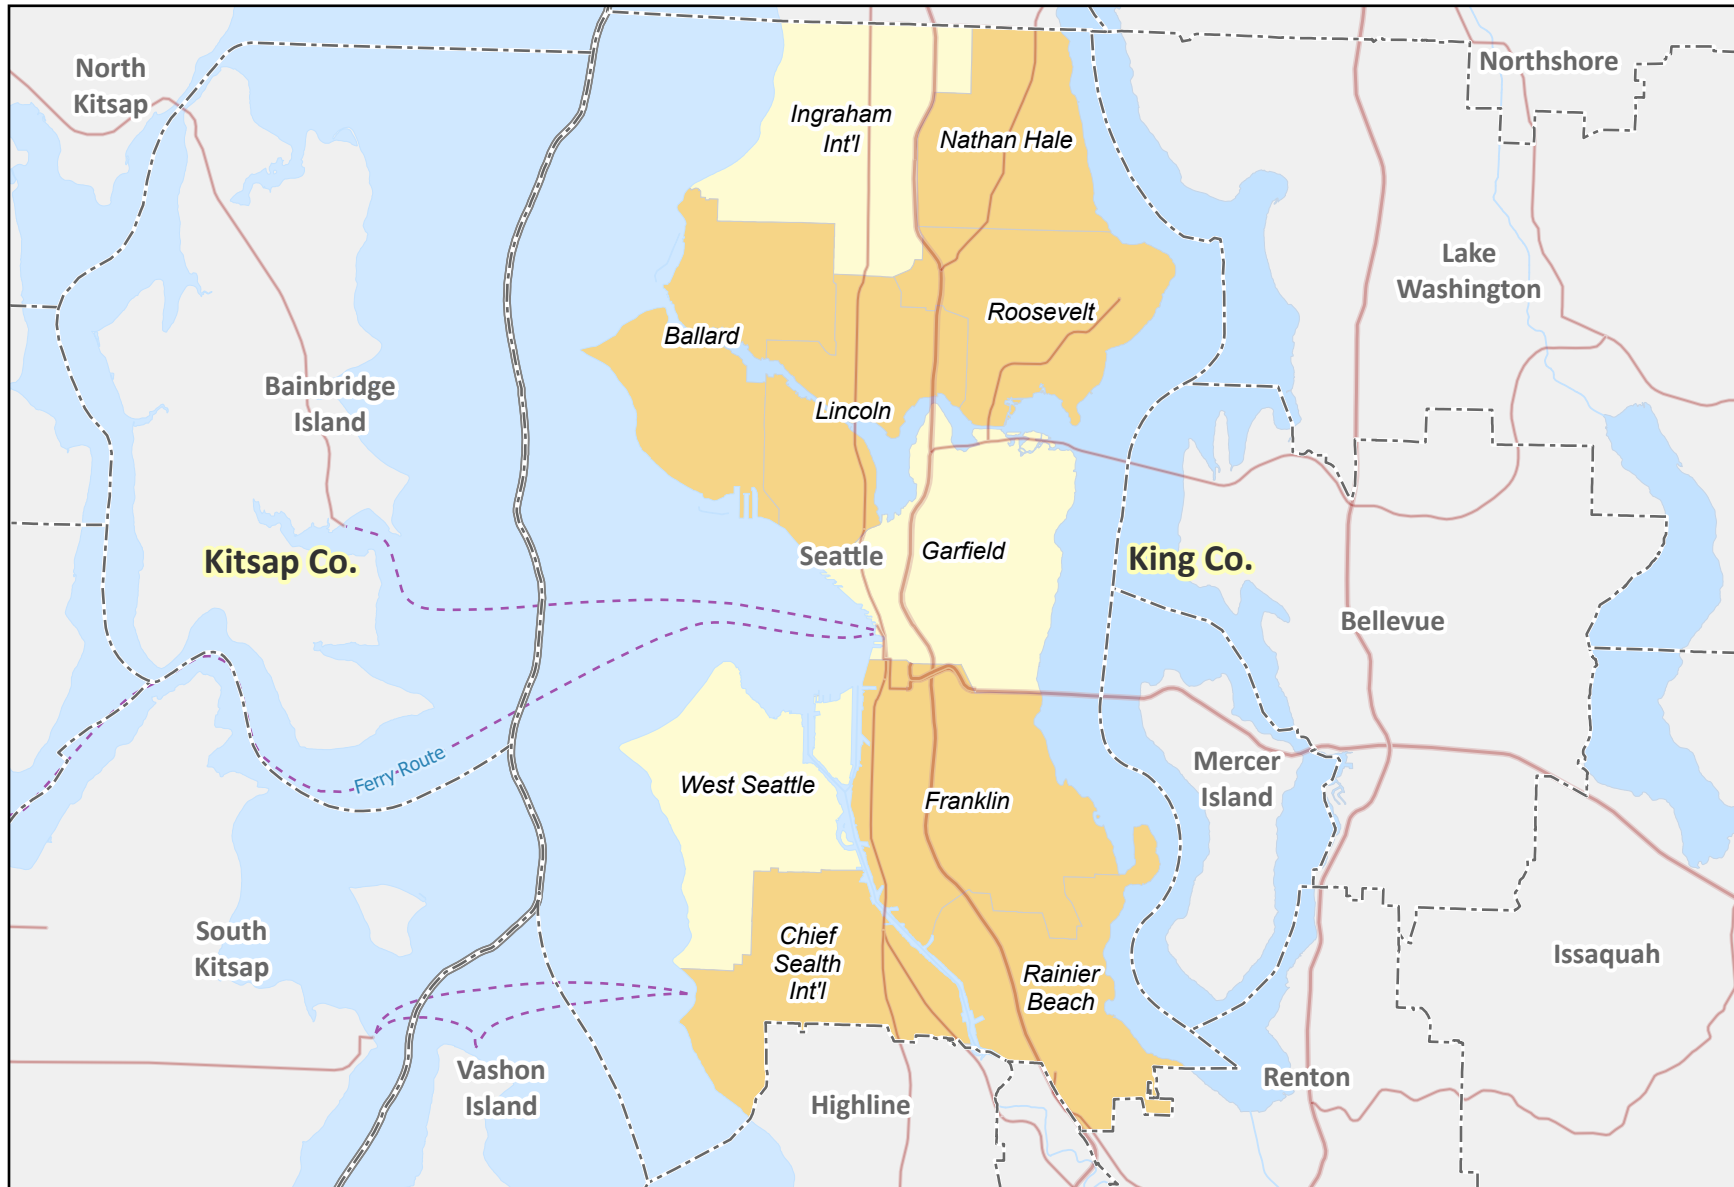 North
Kitsap
Northshore
Ingraham
Int'l
Nathan Hale
Lake
Washington
Roosevelt
Ballard
Bainbridge
Island
Lincoln
Seattle
Garfield
Kitsap Co.
King Co.
Bellevue
Ferry Route
West Seattle
Franklin
Mercer
Island
South
Kitsap
Chief
Sealth
Int'l
Rainier
Beach
Issaquah
Vashon
Island
Highline
Renton